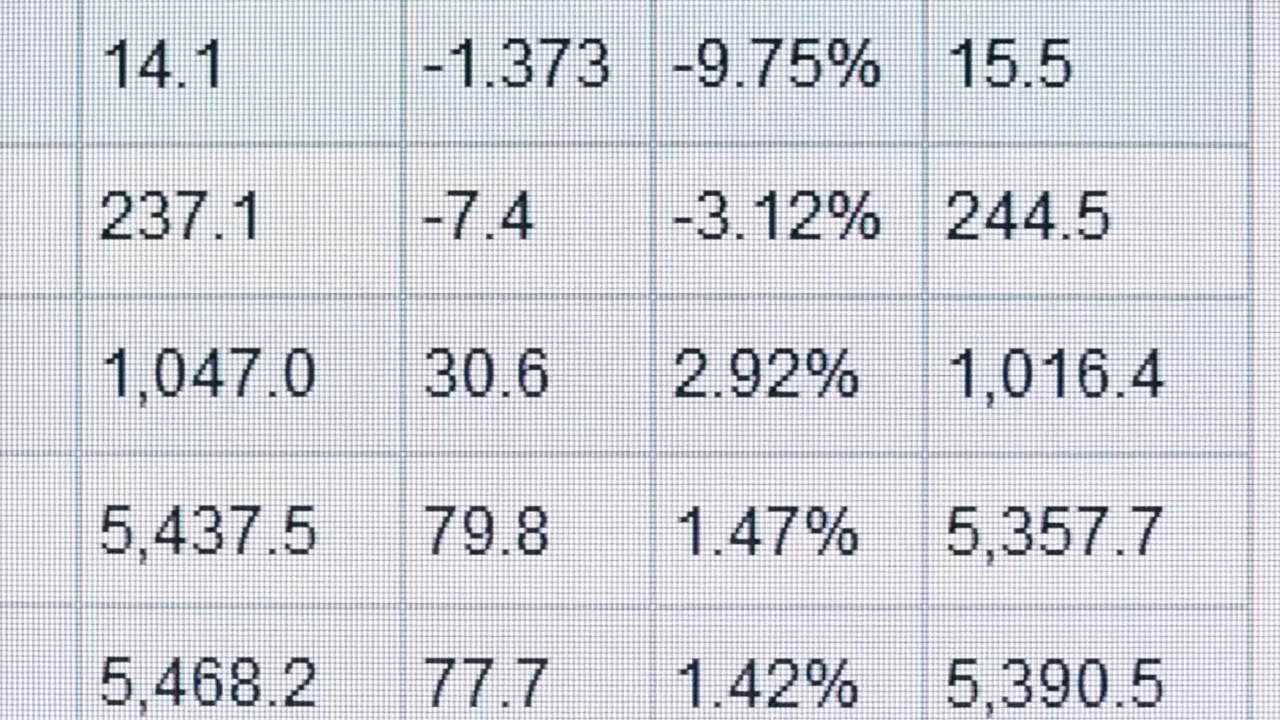 14.1 -1.373 -9.75% 15.5
237.1 -7.4 -3.12% 244.5
1,047.0 30.6 2.92% 1,016.4
5,437.5 79.8 1.47% 5,357.7
5,468.2 77.7 1.42% 5,390.5